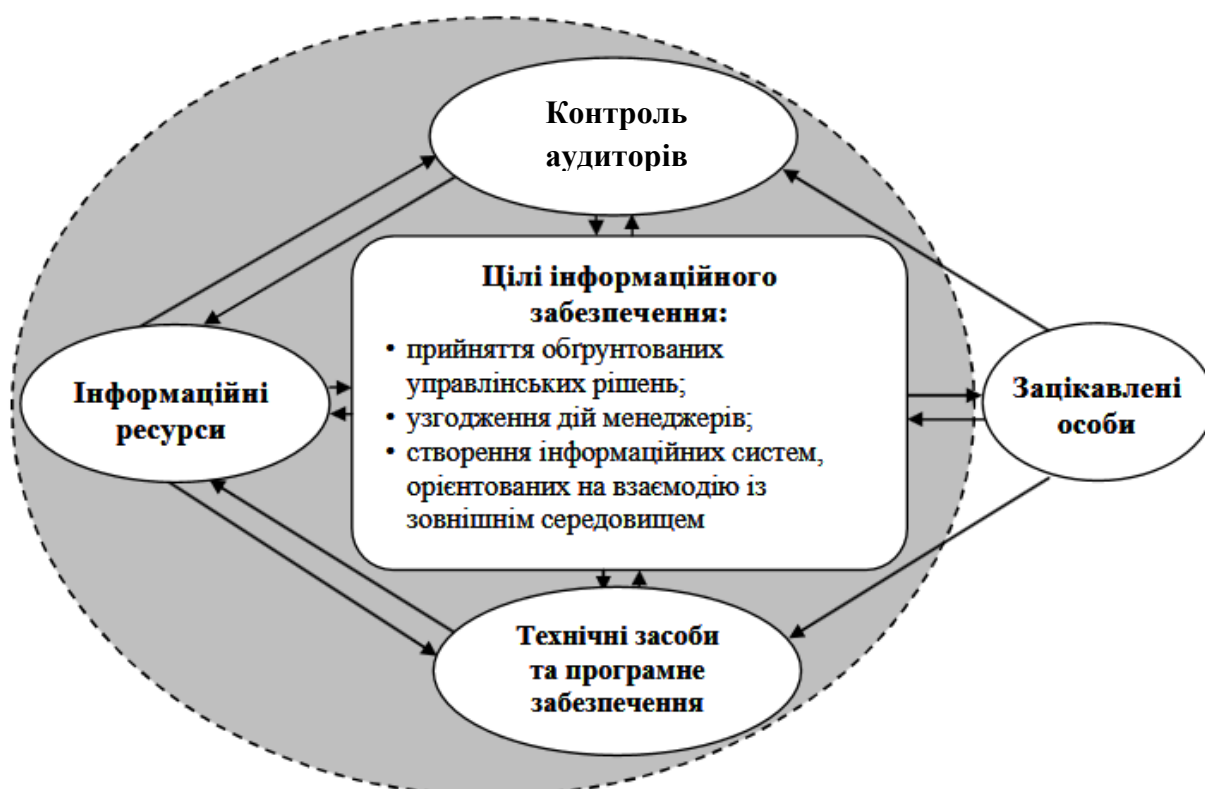 Контроль
аудиторів
Цілі інформаційного
забезпечення:
• прийняття обґрунтованих
управлінських рішень;
• узгодження дій менеджерів;
• створення інформаційних систем,
орієнтованих на взаємодію із
зовнішнім середовищем
Інформаційні
ресурси
Зацікавлені
особи
Технічні засоби
та програмне
забезпечення